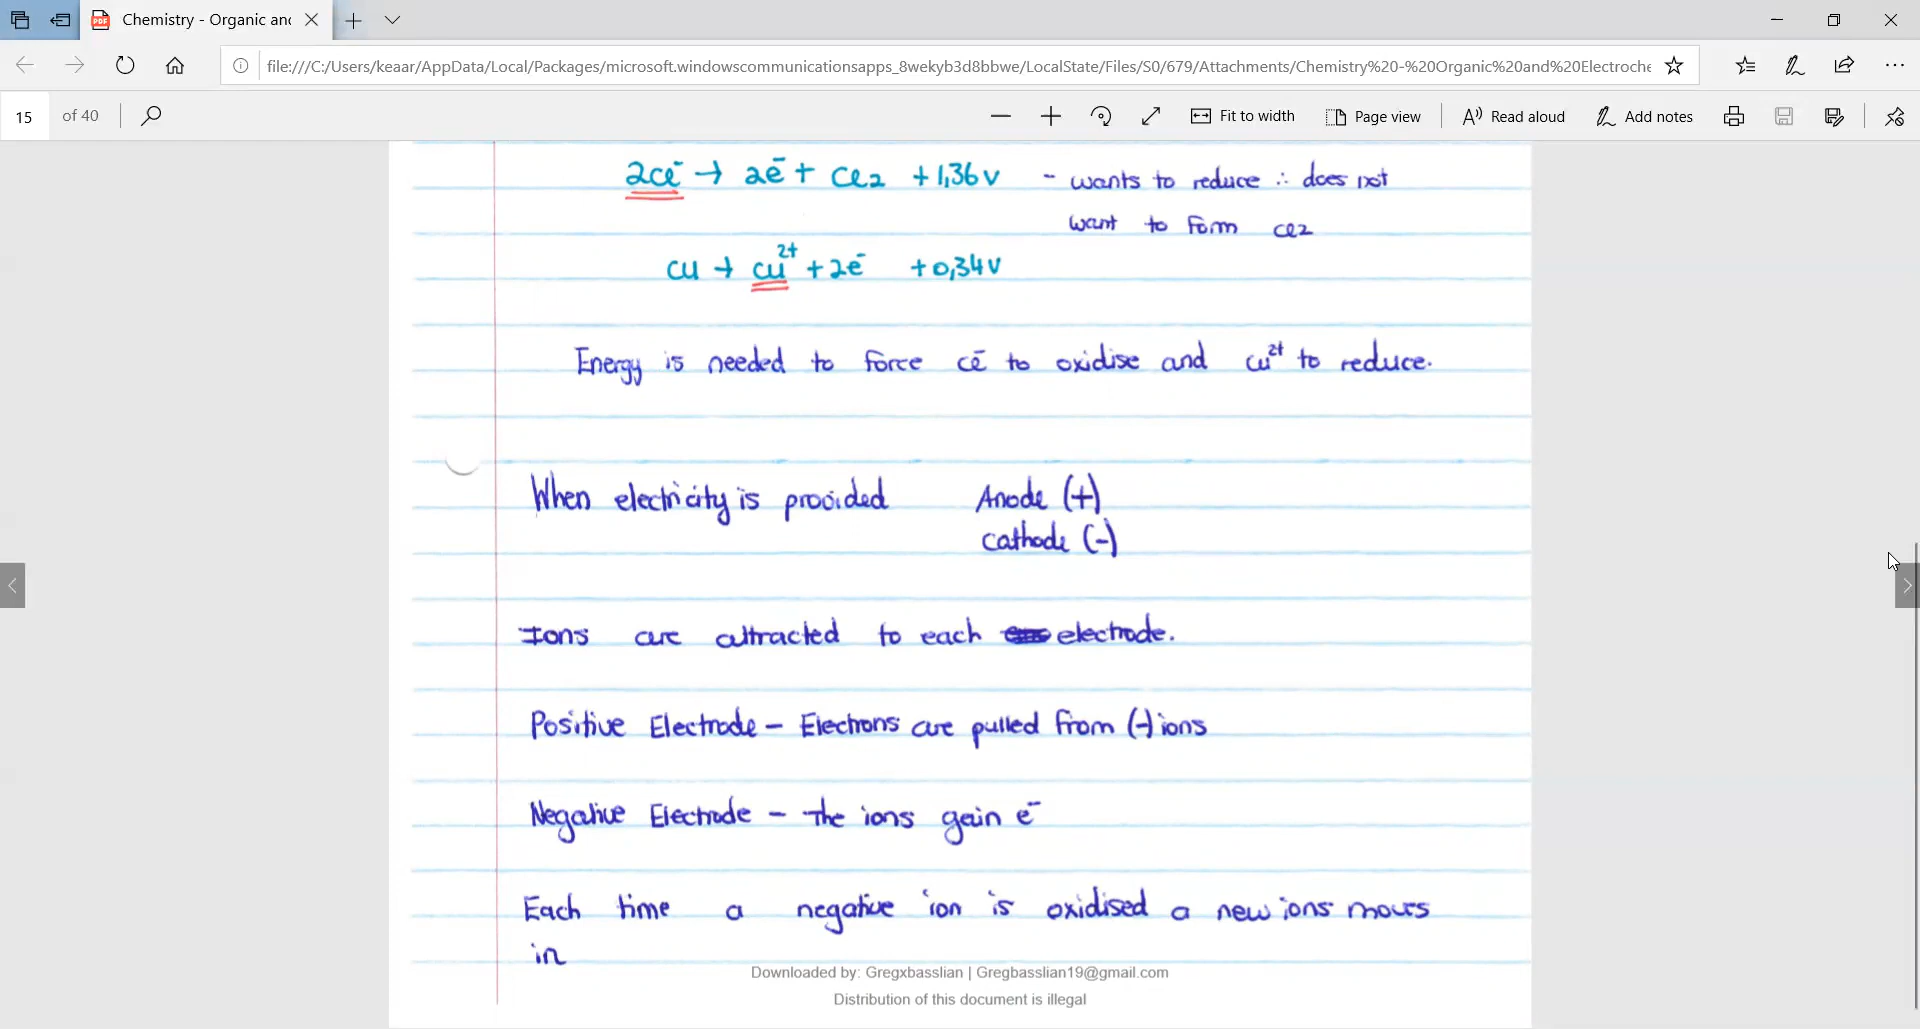 Chemistry - Organic and
file:///C:/Users/keaar/AppData/Local/Packages/microsoft.windowscommunicationsapps_8wekyb3d8bbwe/LocalState/Files/S0/679/Attachments/Chemistry%20-%20Organic%20and%20Electroche
15 of 40
Fit to width
Page view
Read aloud
Add notes
2Cl⁻ → 2e⁻ + Cl2 +1,36V - wants to reduce ∴ does not
want to form Cl2
Cu → Cu²⁺ + 2e⁻ +0,34V
Energy is needed to force Cl⁻ to oxidise and Cu²⁺ to reduce.
When electricity is provided Anode (+)
Cathode (-)
Ions are attracted to each electrode.
Positive Electrode - Electrons are pulled from (-) ions
Negative Electrode - The ions gain e⁻
Each time a negative ion is oxidised a new ions moves
in
Downloaded by: Gregxbasslian | Gregbasslian19@gmail.com
Distribution of this document is illegal